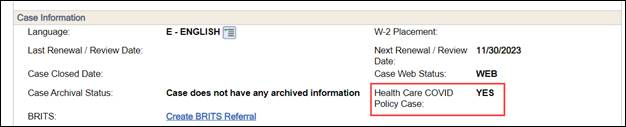 Case Information
Language: E - ENGLISH W-2 Placement:
Last Renewal / Review Date: Next Renewal / Review Date: 11/30/2023
Case Closed Date: Case Web Status: WEB
Case Archival Status: Case does not have any archived information Health Care COVID Policy Case: YES
BRITS: Create BRITS Referral